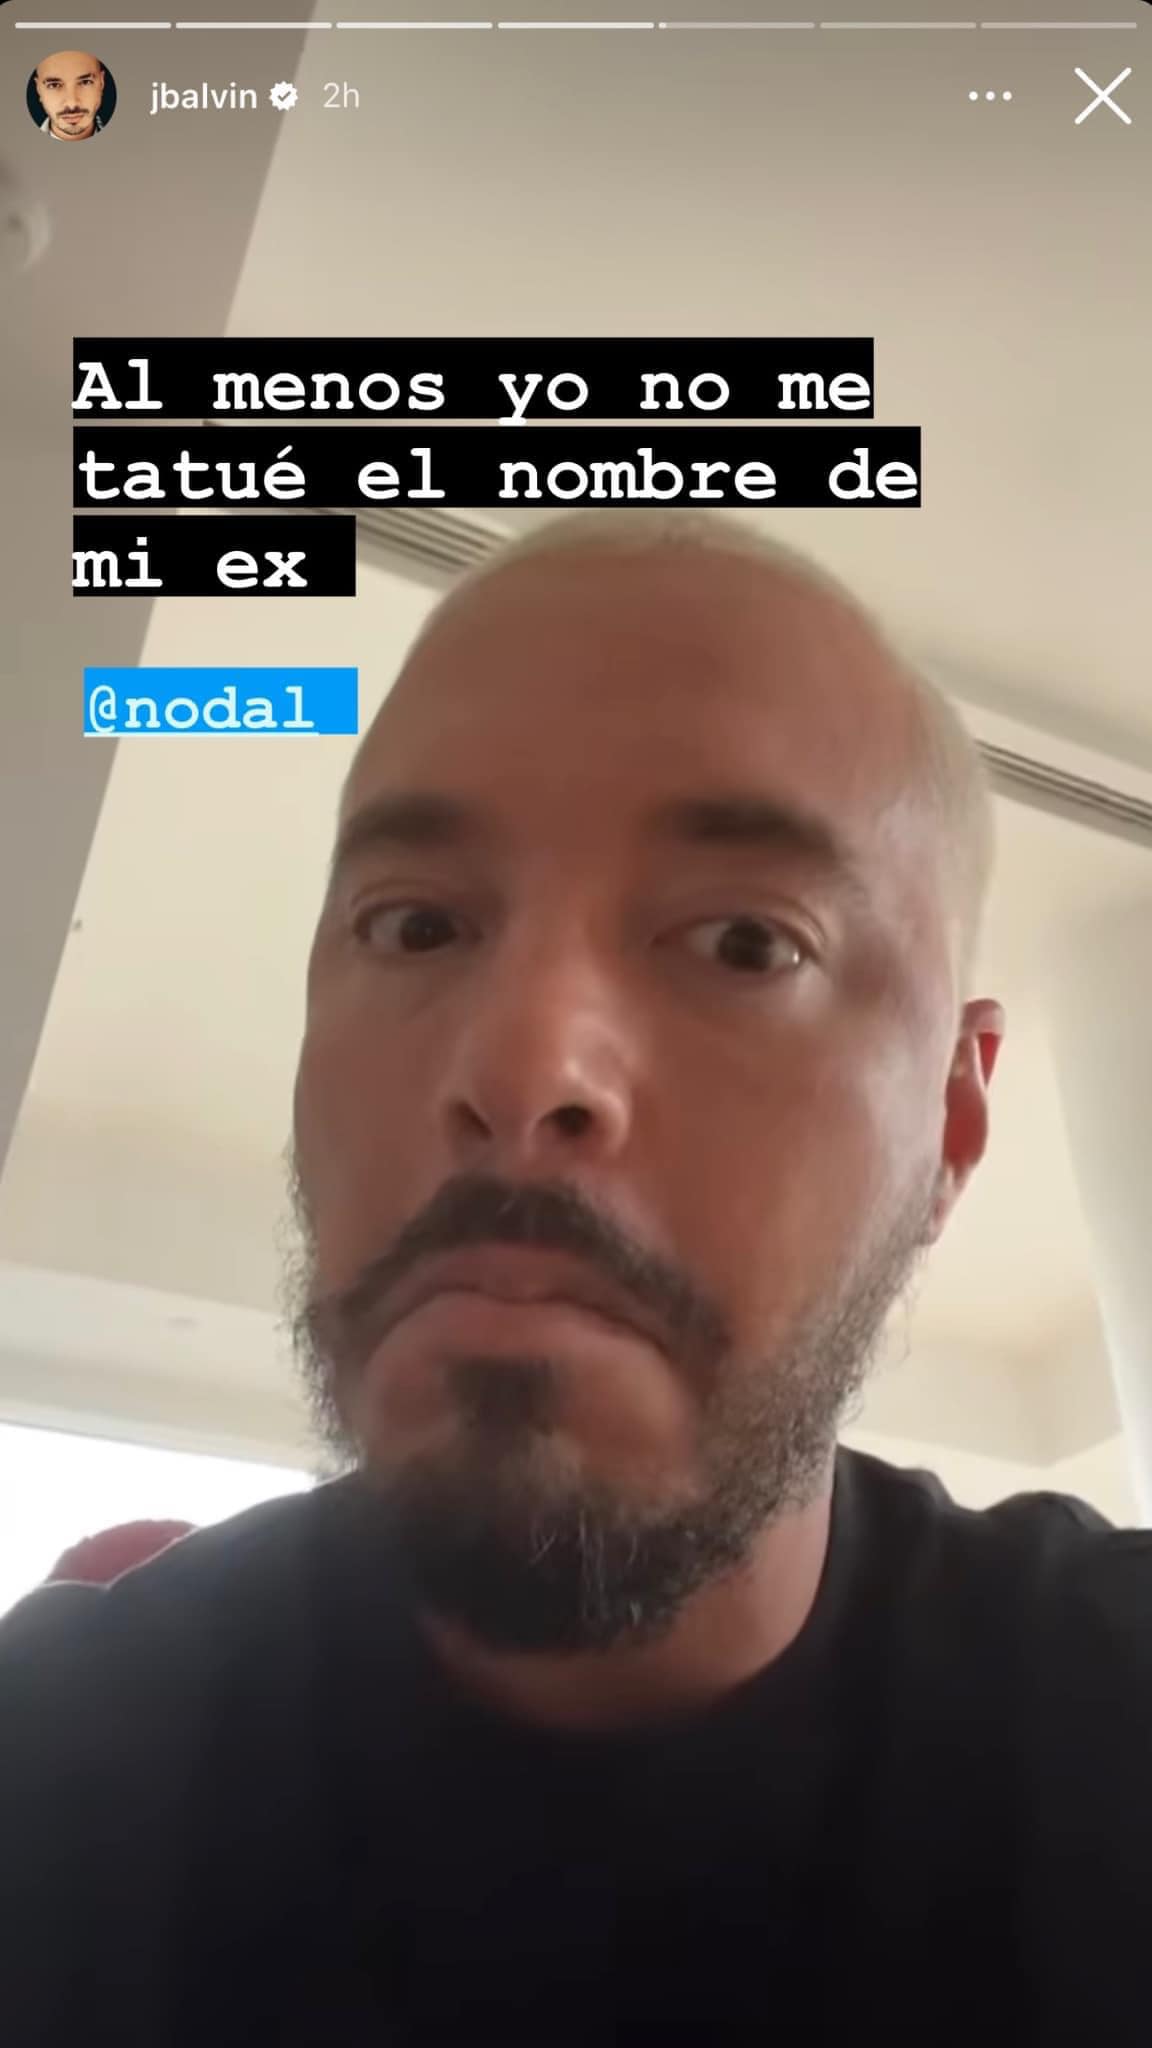 jbalvin 2h
Al menos yo no me
tatué el nombre de
mi ex
@nodal